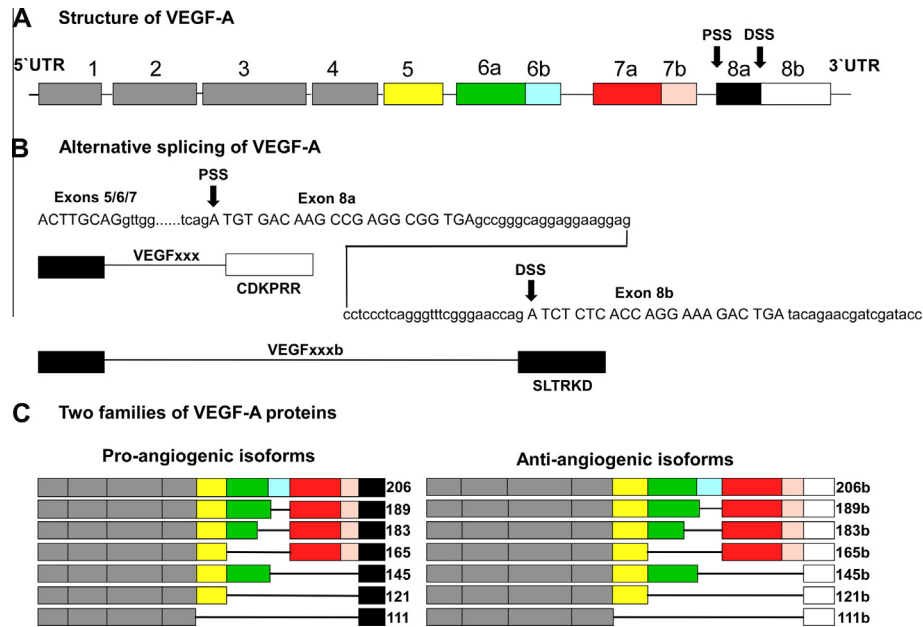 A Structure of VEGF-A
PSS DSS
5`UTR 1 2 3 4 5 6a 6b 7a 7b 8a 8b 3`UTR
B Alternative splicing of VEGF-A
PSS
Exons 5/6/7 Exon 8a
ACTTGCAGgttgg......tcagA TGT GAC AAG CCG AGG CGG TGAgccgggcaggaggaaggag
VEGFxxx
CDKPRR
DSS
Exon 8b
cctccctcagggtttcgggaaccag A TCT CTC ACC AGG AAA GAC TGA tacagaacgatcgatacc
VEGFxxxb
SLTRKD
C Two families of VEGF-A proteins
Pro-angiogenic isoforms Anti-angiogenic isoforms
206 206b
189 189b
183 183b
165 165b
145 145b
121 121b
111 111b